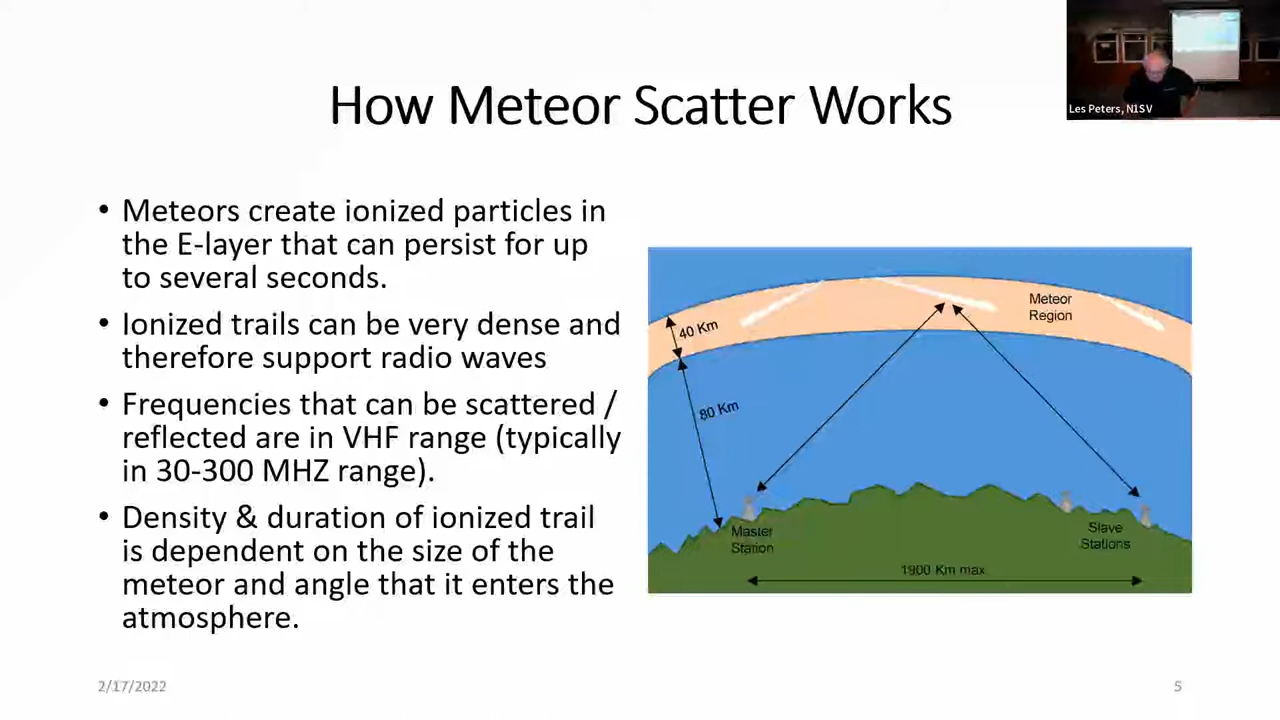 How Meteor Scatter Works
Les Peters, N1SV
• Meteors create ionized particles in
the E-layer that can persist for up
to several seconds.
• Ionized trails can be very dense and
therefore support radio waves
• Frequencies that can be scattered /
reflected are in VHF range (typically
in 30-300 MHZ range).
• Density & duration of ionized trail
is dependent on the size of the
meteor and angle that it enters the
atmosphere.
Meteor
Region
40 Km
80 Km
Master
Station
Slave
Stations
1900 Km max
2/17/2022
5